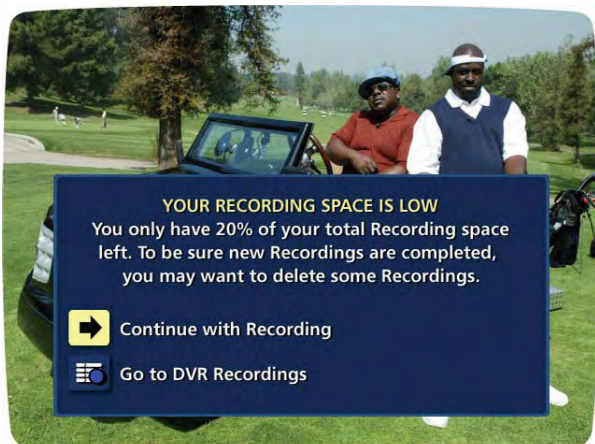 YOUR RECORDING SPACE IS LOW
You only have 20% of your total Recording space
left. To be sure new Recordings are completed,
you may want to delete some Recordings.
Continue with Recording
Go to DVR Recordings